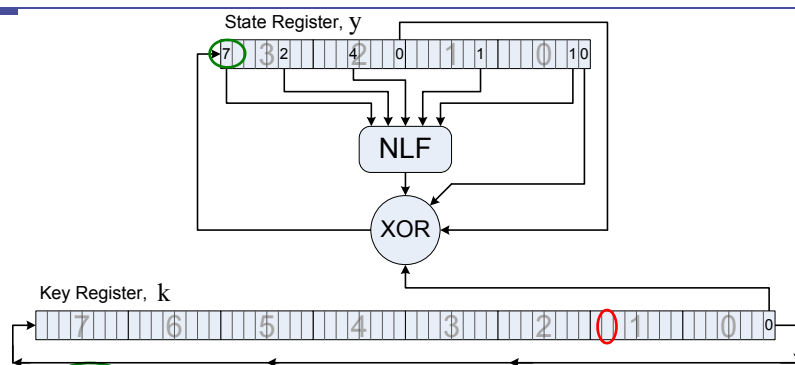 State Register, y
7 3 2 2 4 0 1 1 0 1 0
NLF
XOR
Key Register, k
7 6 5 4 3 2 1 0 0